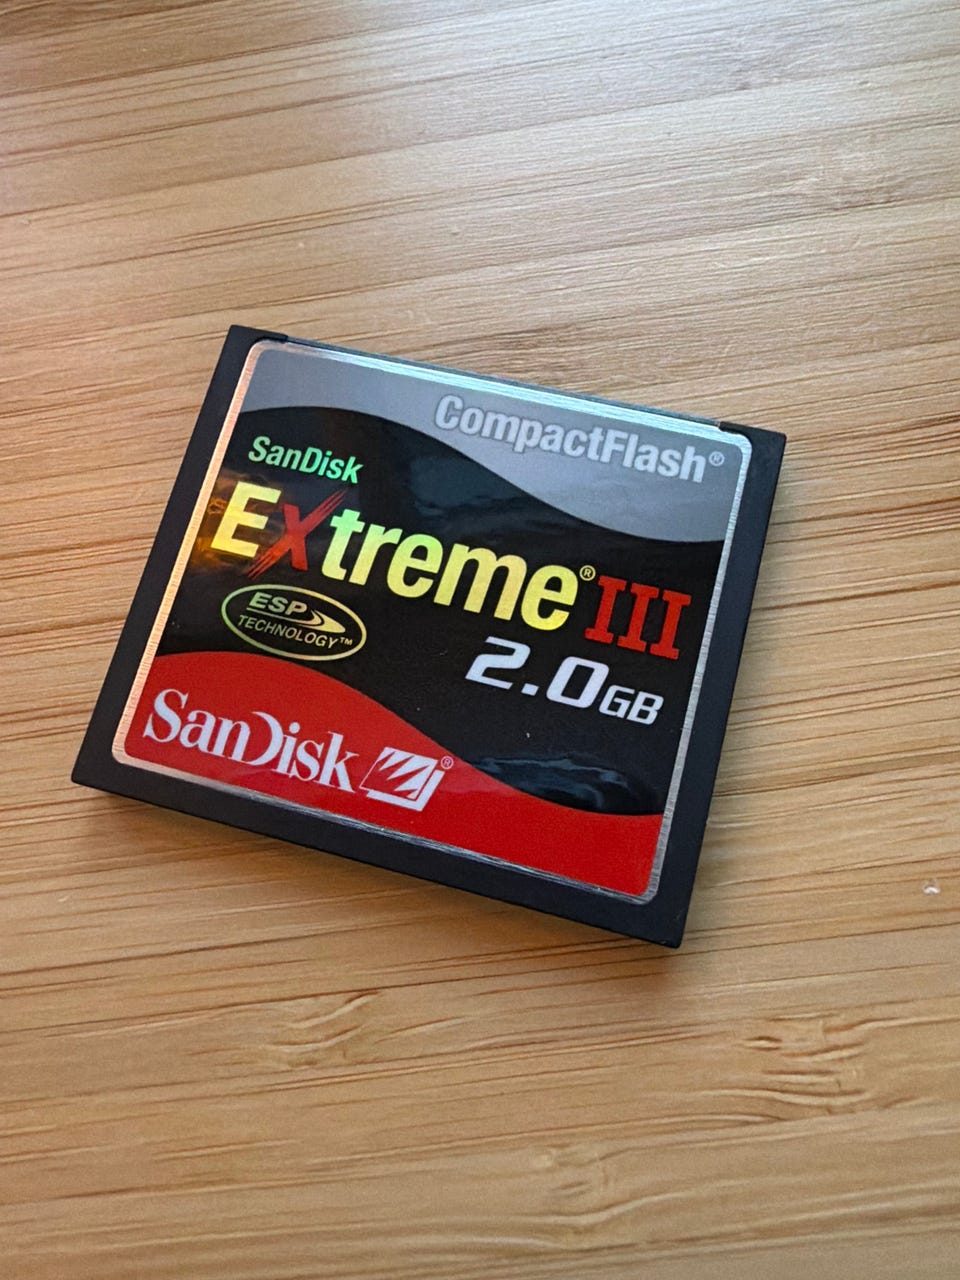 CompactFlash®
SanDisk
Extreme® III
ESP
TECHNOLOGY™
2.0GB
SanDisk®